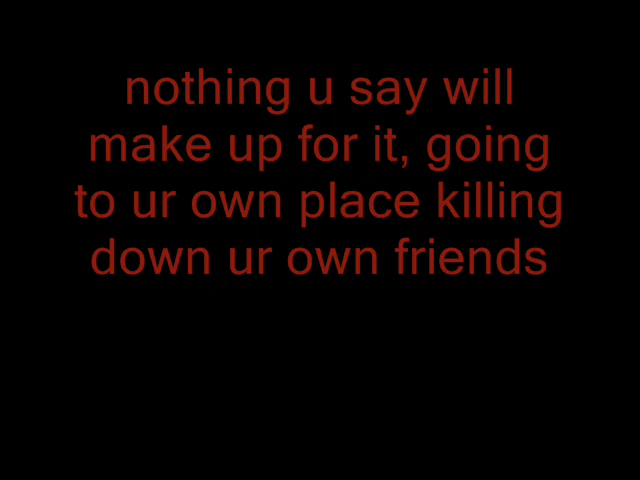 nothing u say will
make up for it, going
to ur own place killing
down ur own friends